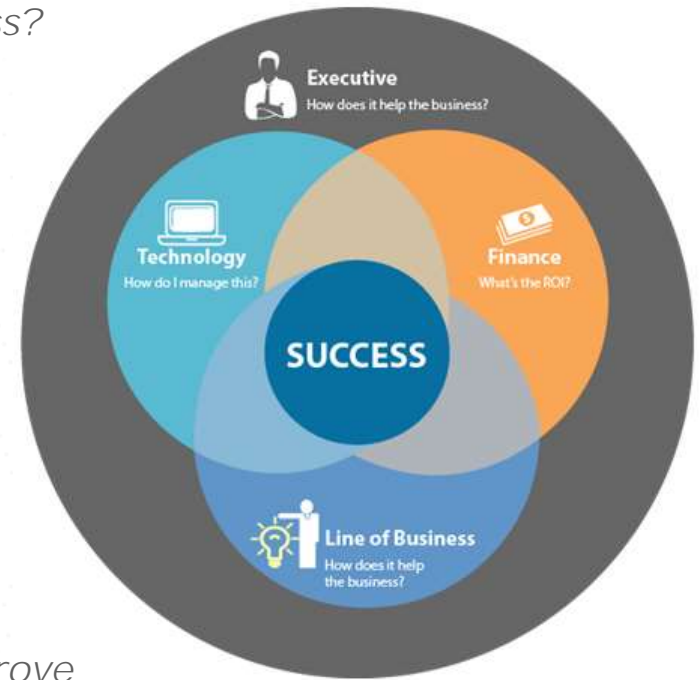 ss?
Executive
How does it help the business?
Technology
How do I manage this?
Finance
What's the ROI?
SUCCESS
Line of Business
How does it help
the business?
rove